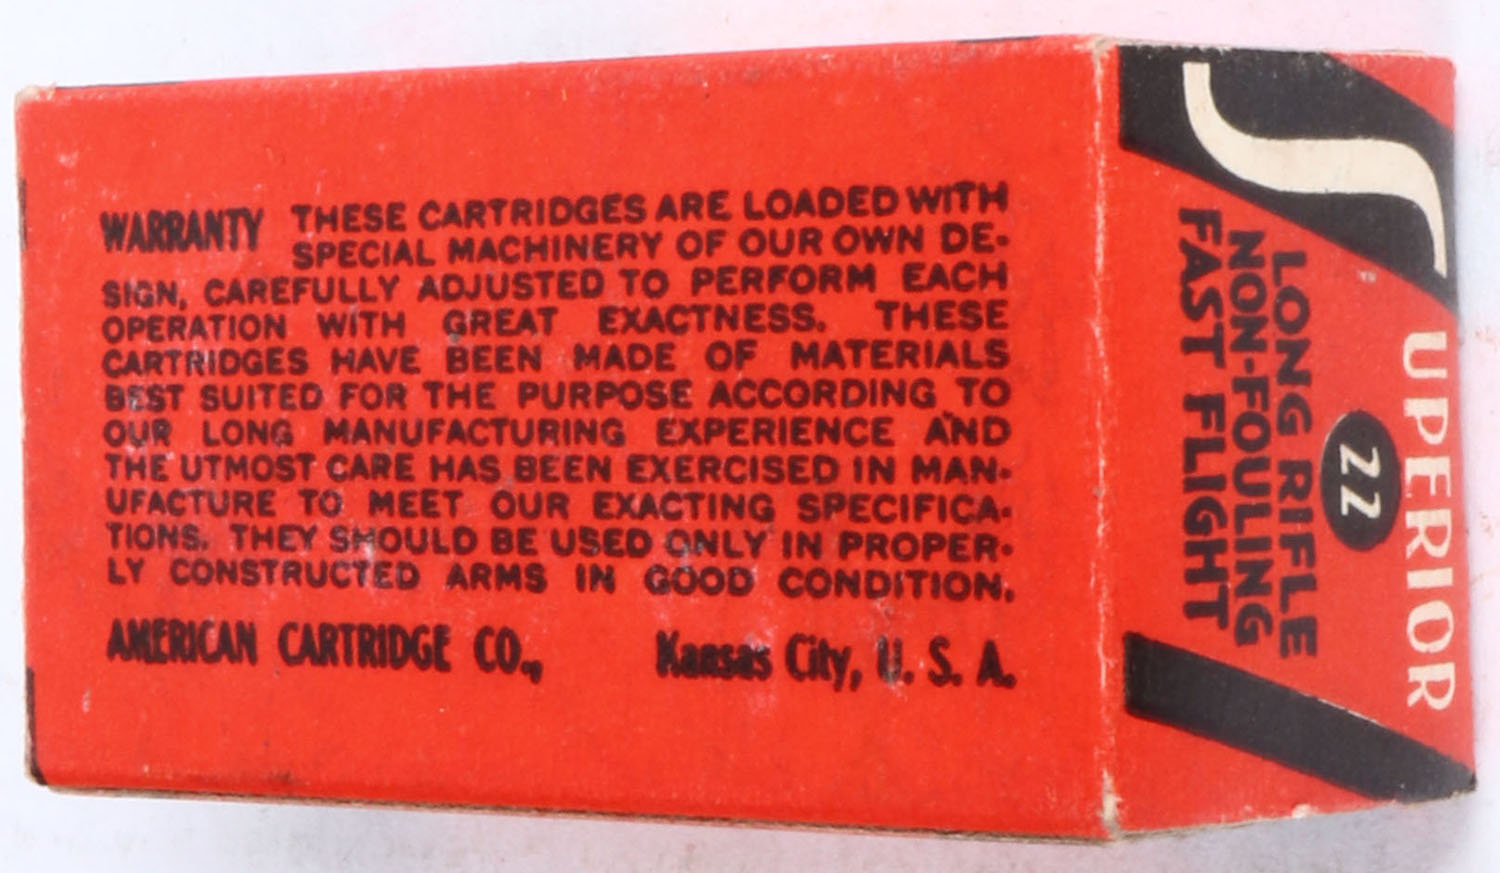 WARRANTY THESE CARTRIDGES ARE LOADED WITH
SPECIAL MACHINERY OF OUR OWN DE-
SIGN, CAREFULLY ADJUSTED TO PERFORM EACH
OPERATION WITH GREAT EXACTNESS. THESE
CARTRIDGES HAVE BEEN MADE OF MATERIALS
BEST SUITED FOR THE PURPOSE ACCORDING TO
OUR LONG MANUFACTURING EXPERIENCE AND
THE UTMOST CARE HAS BEEN EXERCISED IN MAN-
UFACTURE TO MEET OUR EXACTING SPECIFICA-
TIONS. THEY SHOULD BE USED ONLY IN PROPER-
LY CONSTRUCTED ARMS IN GOOD CONDITION.
AMERICAN CARTRIDGE CO., Kansas City, U. S. A.
SUPERIOR
22
LONG RIFLE
NON-FOULING
FAST FLIGHT